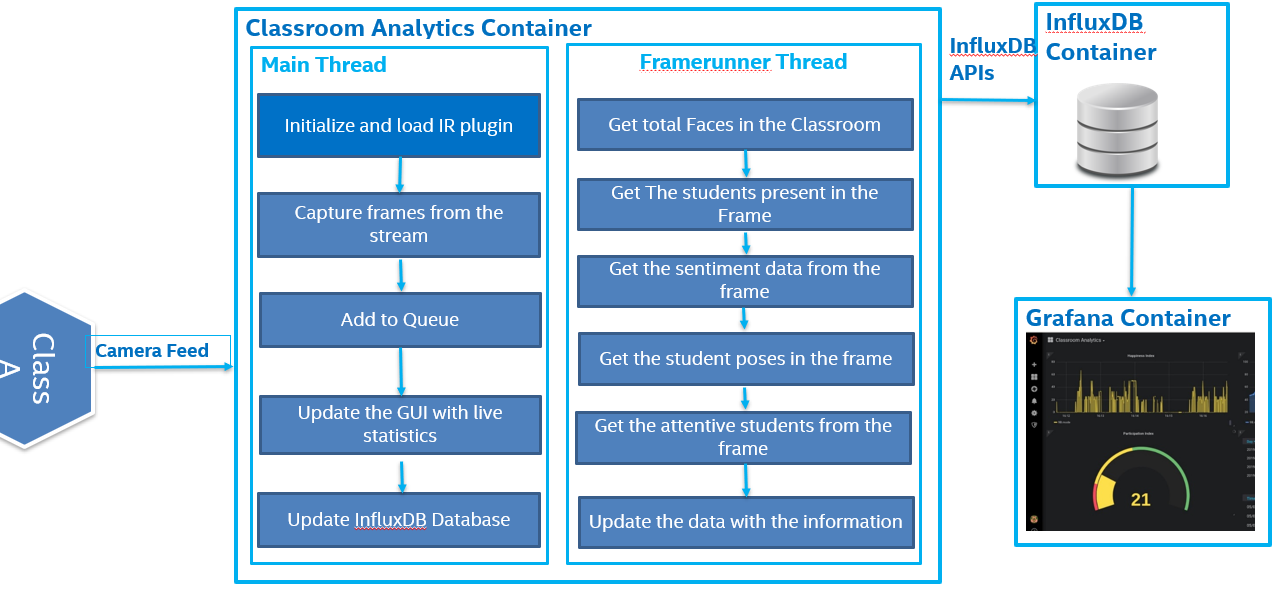 Classroom Analytics Container
Main Thread
Initialize and load IR plugin
Capture frames from the
stream
Add to Queue
Update the GUI with live
statistics
Update InfluxDB Database
Framerunner Thread
Get total Faces in the Classroom
Get The students present in the
Frame
Get the sentiment data from the
frame
Get the student poses in the frame
Get the attentive students from the
frame
Update the data with the information
Class
A
Camera Feed
InfluxDB
APIs
InfluxDB
Container
Grafana Container
Classroom Analytics
Happiness Index
Participation Index
21